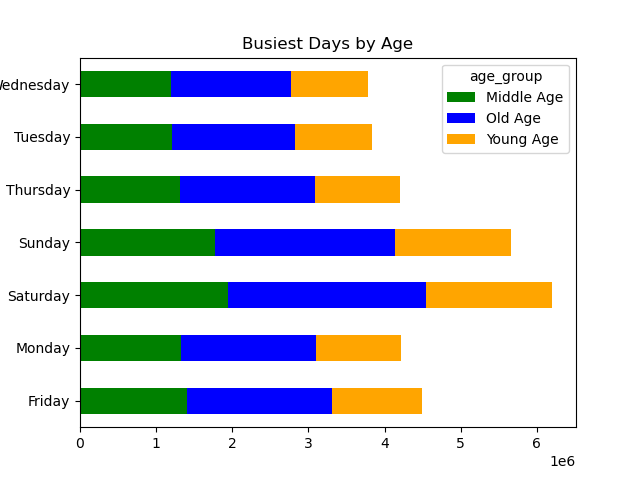 Busiest Days by Age
age_group
Middle Age
Old Age
Young Age
ednesday
Tuesday
Thursday
Sunday
Saturday
Monday
Friday
0 1 2 3 4 5 6
1e6